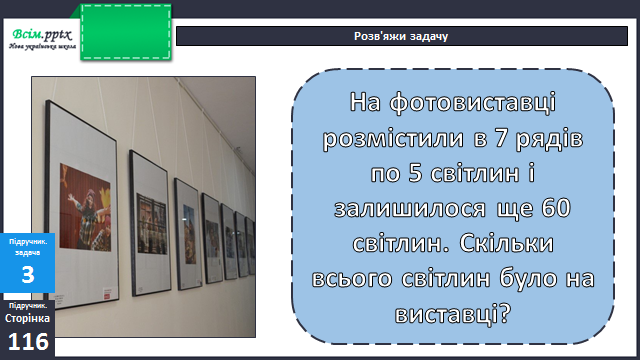 Всім.pptx
Нова українська школа
Розв'яжи задачу
На фотовиставці
розмістили в 7 рядів
по 5 світлин і
залишилося ще 60
світлин. Скільки
всього світлин було на
виставці?
Підручник.
задача
3
Підручник.
Сторінка
116